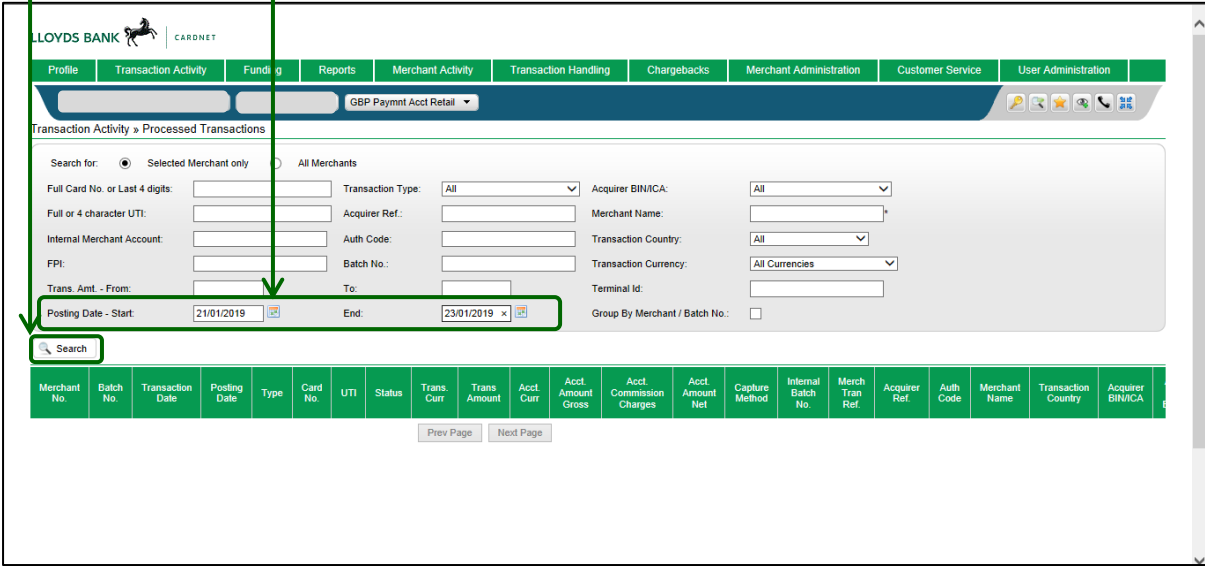 LLOYDS BANK CARDNET
Profile Transaction Activity Funding Reports Merchant Activity Transaction Handling Chargebacks Merchant Administration Customer Service User Administration
GBP Paymnt Acct Retail
Transaction Activity » Processed Transactions
Search for: Selected Merchant only All Merchants
Full Card No. or Last 4 digits: Transaction Type: All Acquirer BIN/ICA: All
Full or 4 character UTI: Acquirer Ref.: Merchant Name: *
Internal Merchant Account: Auth Code: Transaction Country: All
FPI: Batch No.: Transaction Currency: All Currencies
Trans. Amt. - From: To: Terminal Id:
Posting Date - Start: 21/01/2019 End: 23/01/2019 × Group By Merchant / Batch No.:
Search
Merchant No. Batch No. Transaction Date Posting Date Type Card No. UTI Status Trans. Curr Trans Amount Acct. Curr Acct. Amount Gross Acct. Commission Charges Acct. Amount Net Capture Method Internal Batch No. Merch Tran Ref. Acquirer Ref. Auth Code Merchant Name Transaction Country Acquirer BIN/ICA
Prev Page Next Page